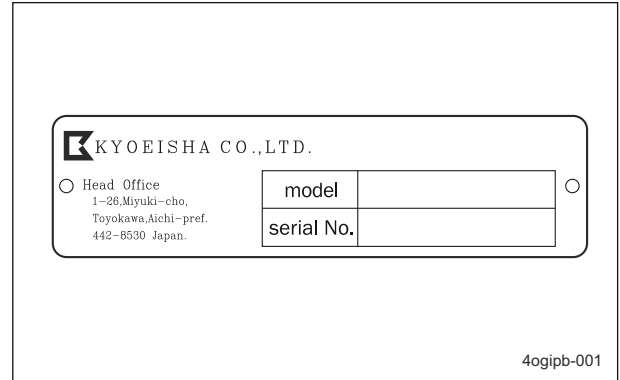 KYOEISHA CO.,LTD.
Head Office
1-26,Miyuki-cho,
Toyokawa,Aichi-pref.
442-8530 Japan.
model
serial No.
4ogipb-001